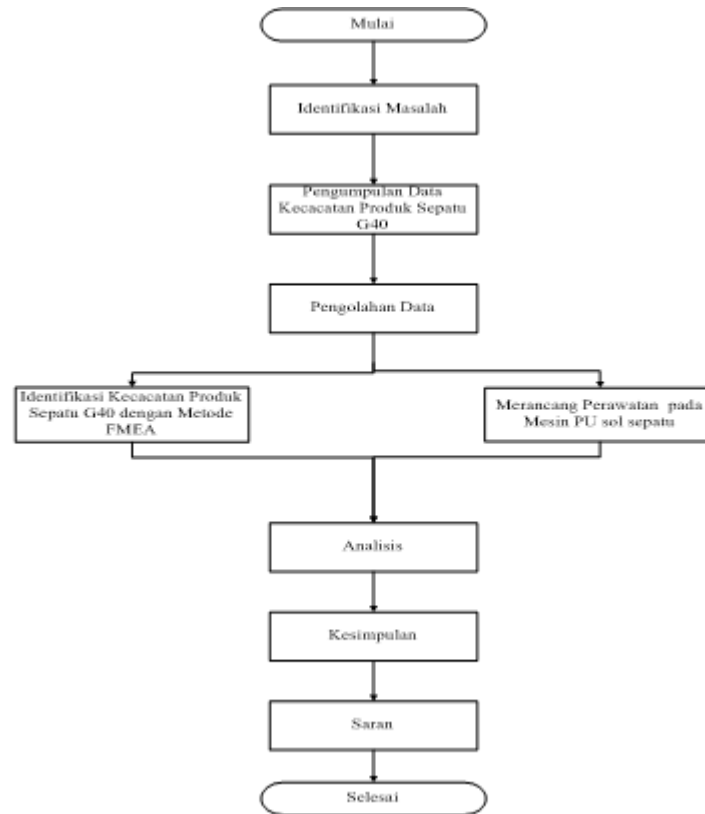 Mulai
Identifikasi Masalah
Pengumpulan Data
Kecacatan Produk Sepatu
G40
Pengolahan Data
Identifikasi Kecacatan Produk
Sepatu G40 dengan Metode
FMEA
Merancang Perawatan pada
Mesin PU sol sepatu
Analisis
Kesimpulan
Saran
Selesai